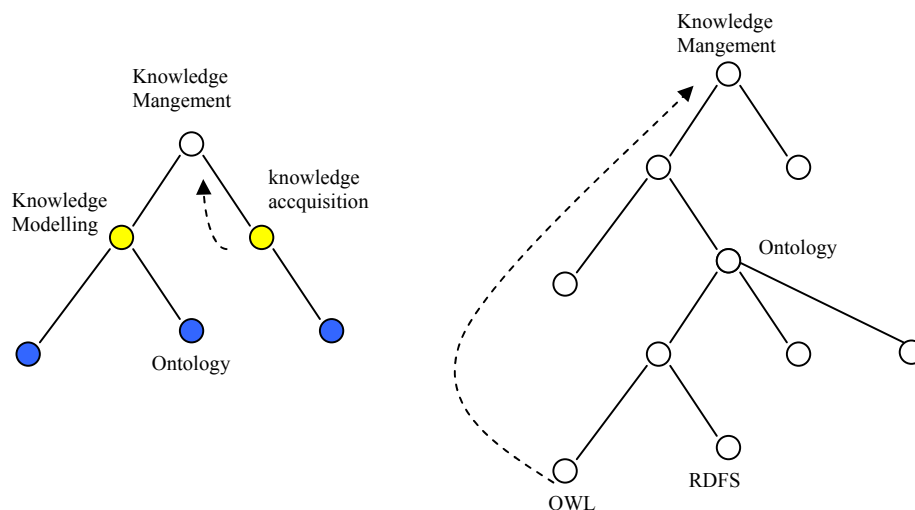 Knowledge
Mangement
Knowledge
Modelling
knowledge
accquisition
Ontology
Knowledge
Mangement
Ontology
RDFS
OWL